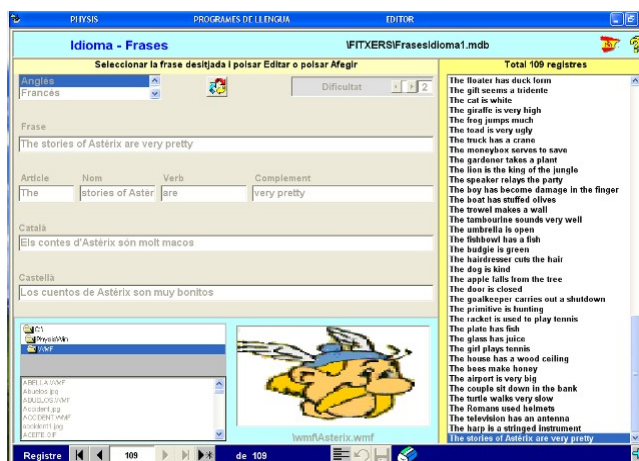 PHYSIS PROGRAMES DE LLENGUA EDITOR
Idioma - Frases \FITXERS\Frasesidioma1.mdb
Seleccionar la frase desitjada i polsar Editar o polsar Afegir
Total 109 registres
Anglès
Francès
Dificultat 2
Frase
The stories of Astérix are very pretty
Article Nom Verb Complement
The stories of Astér are very pretty
Català
Els contes d'Astèrix són molt macos
Castellà
Los cuentos de Astérix son muy bonitos
C:\
PhysisWin
WMF
ABELLA.WMF
Abuelos.jpg
ABUELOS.WMF
Accident.jpg
ACCIDENT.WMF
accident1.jpg
ACEITE.GIF
\wmf\Asterix.wmf
The floater has duck form
The gift seems a tridente
The cat is white
The giraffe is very high
The frog jumps much
The toad is very ugly
The truck has a crane
The moneybox serves to save
The gardener takes a plant
The lion is the king of the jungle
The speaker relays the party
The boy has become damage in the finger
The boat has stuffed olives
The trowel makes a wall
The tambourine sounds very well
The umbrella is open
The fishbowl has a fish
The budgie is green
The hairdresser cuts the hair
The dog is kind
The apple falls from the tree
The door is closed
The goalkeeper carries out a shutdown
The primitive is hunting
The racket is used to play tennis
The plate has fish
The glass has juice
The girl plays tennis
The house has a wood ceiling
The bees make honey
The airport is very big
The couple sit down in the bank
The turtle walks very slow
The Romans used helmets
The television has an antenna
The harp is a stringed instrument
The stories of Astérix are very pretty
Registre 109 de 109